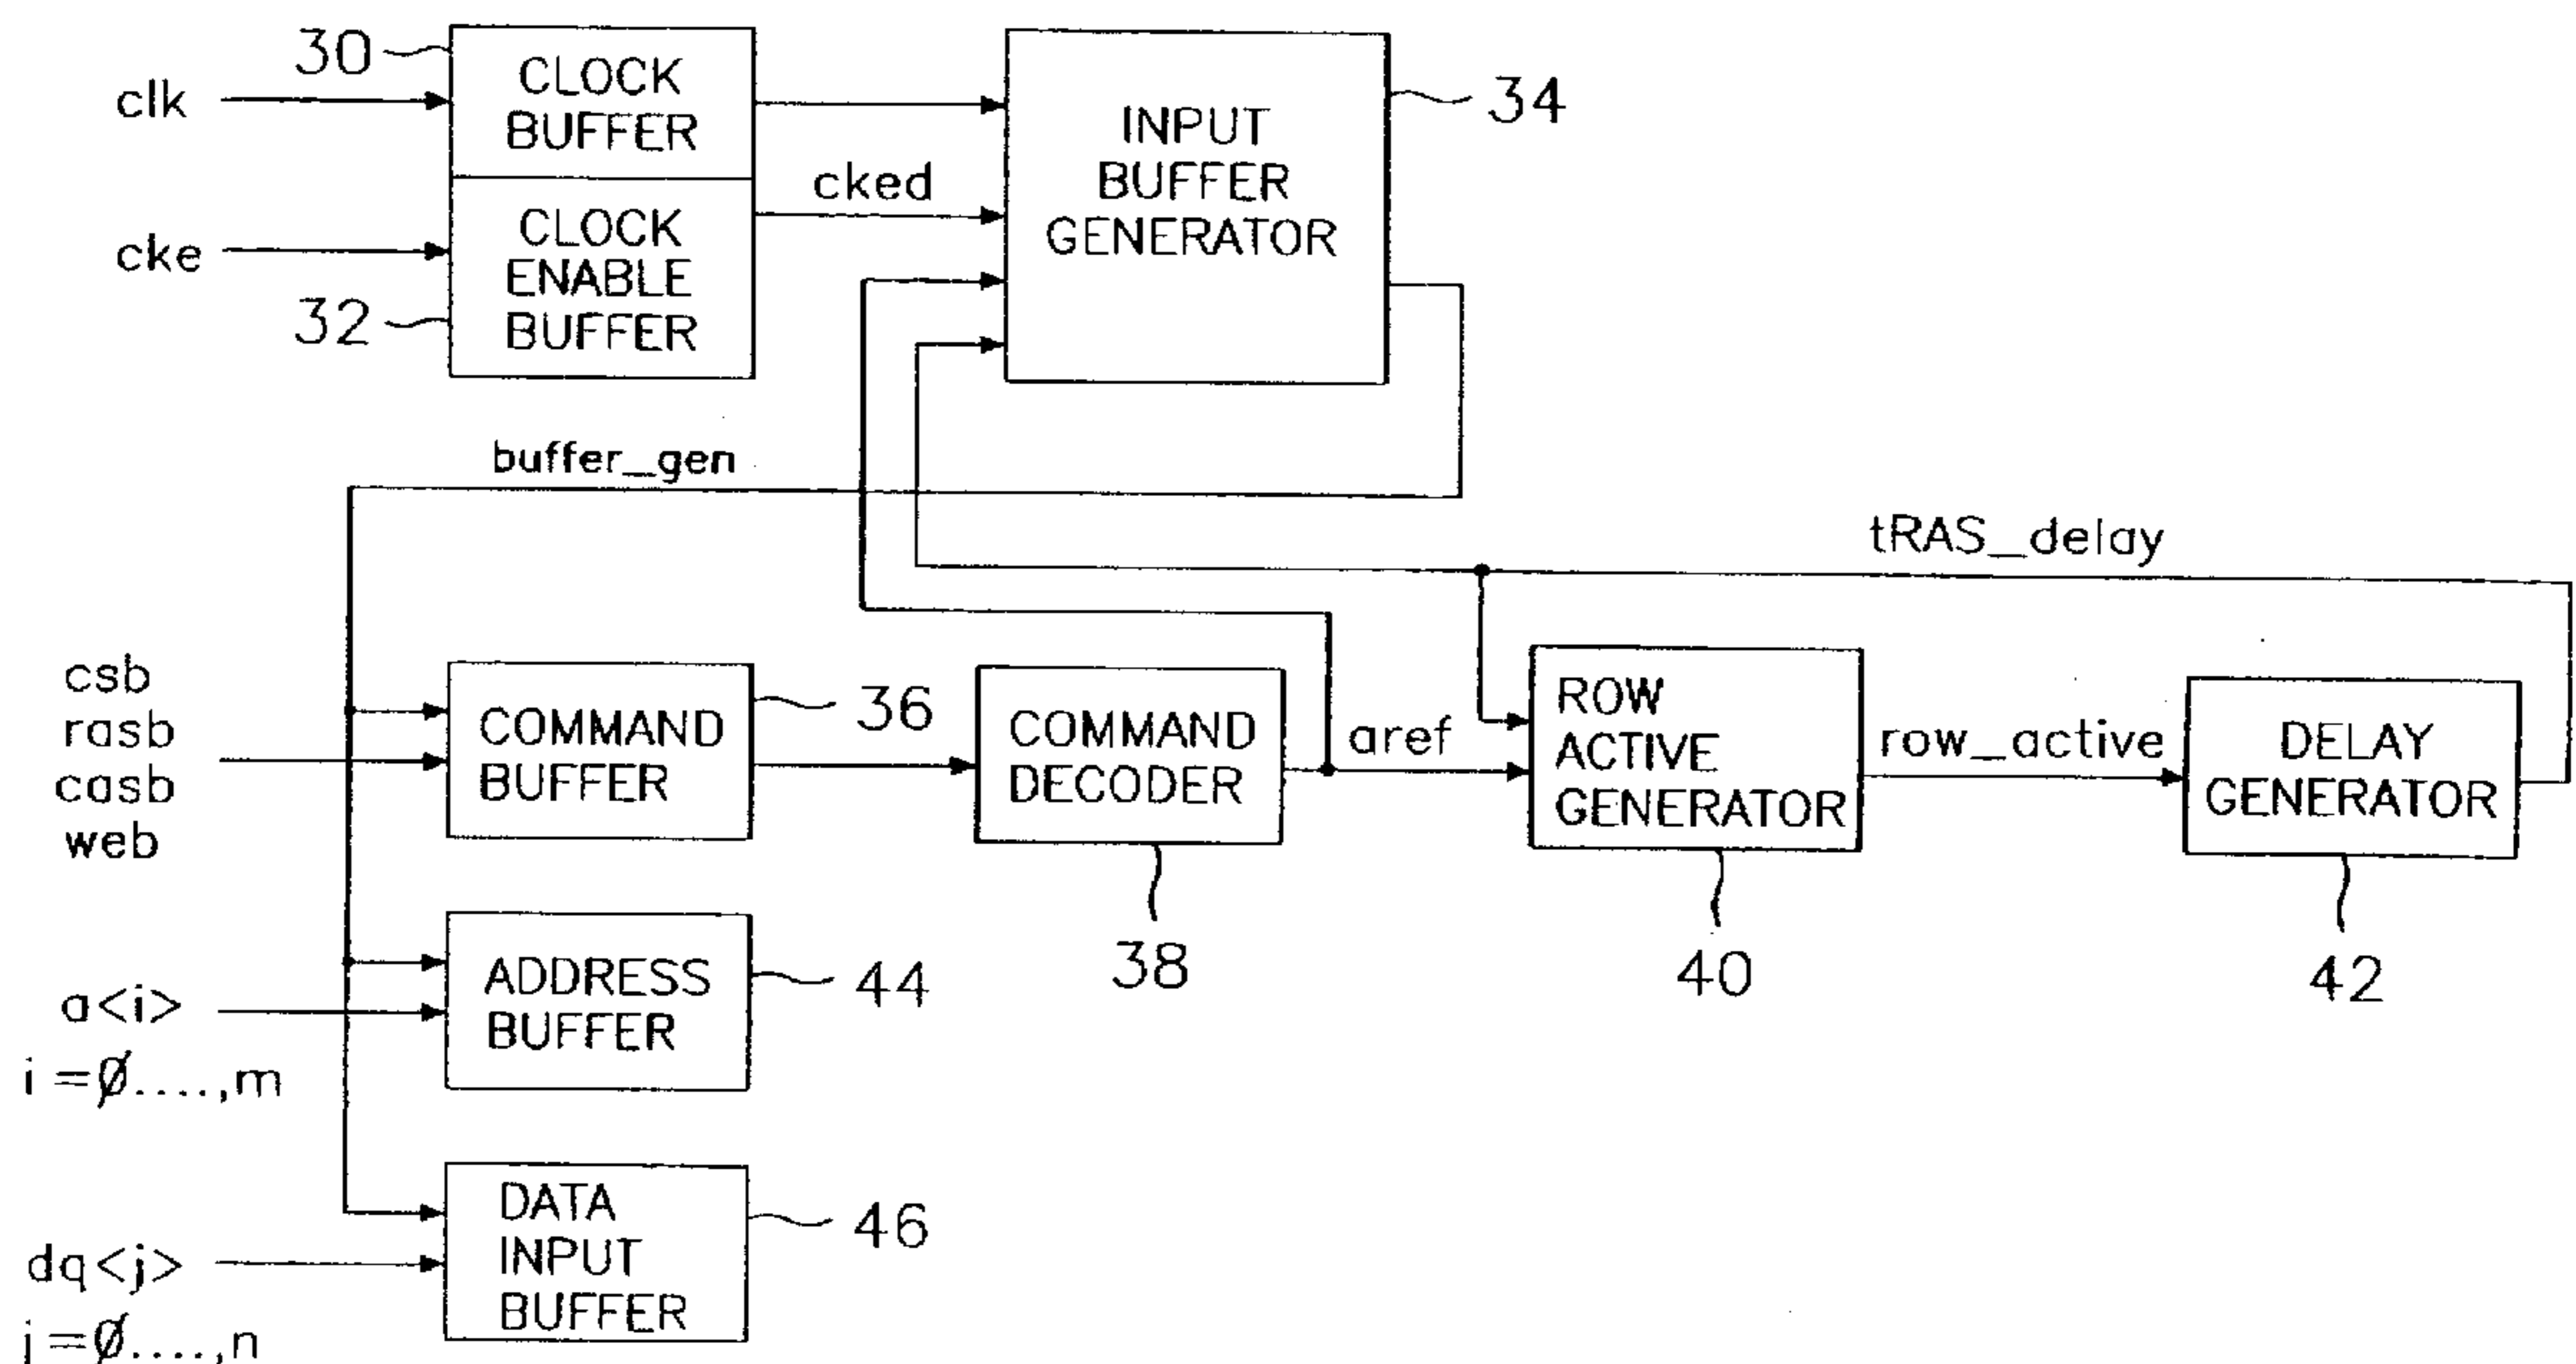 30
clk
CLOCK
BUFFER
INPUT
BUFFER
GENERATOR
34
cked
cke
CLOCK
ENABLE
BUFFER
32
buffer_gen
tRAS_delay
csb
rasb
casb
web
COMMAND
BUFFER
36
COMMAND
DECODER
38
aref
ROW
ACTIVE
GENERATOR
40
row_active
DELAY
GENERATOR
42
a<i>
i=Ø....,m
ADDRESS
BUFFER
44
dq<j>
j=Ø....,n
DATA
INPUT
BUFFER
46